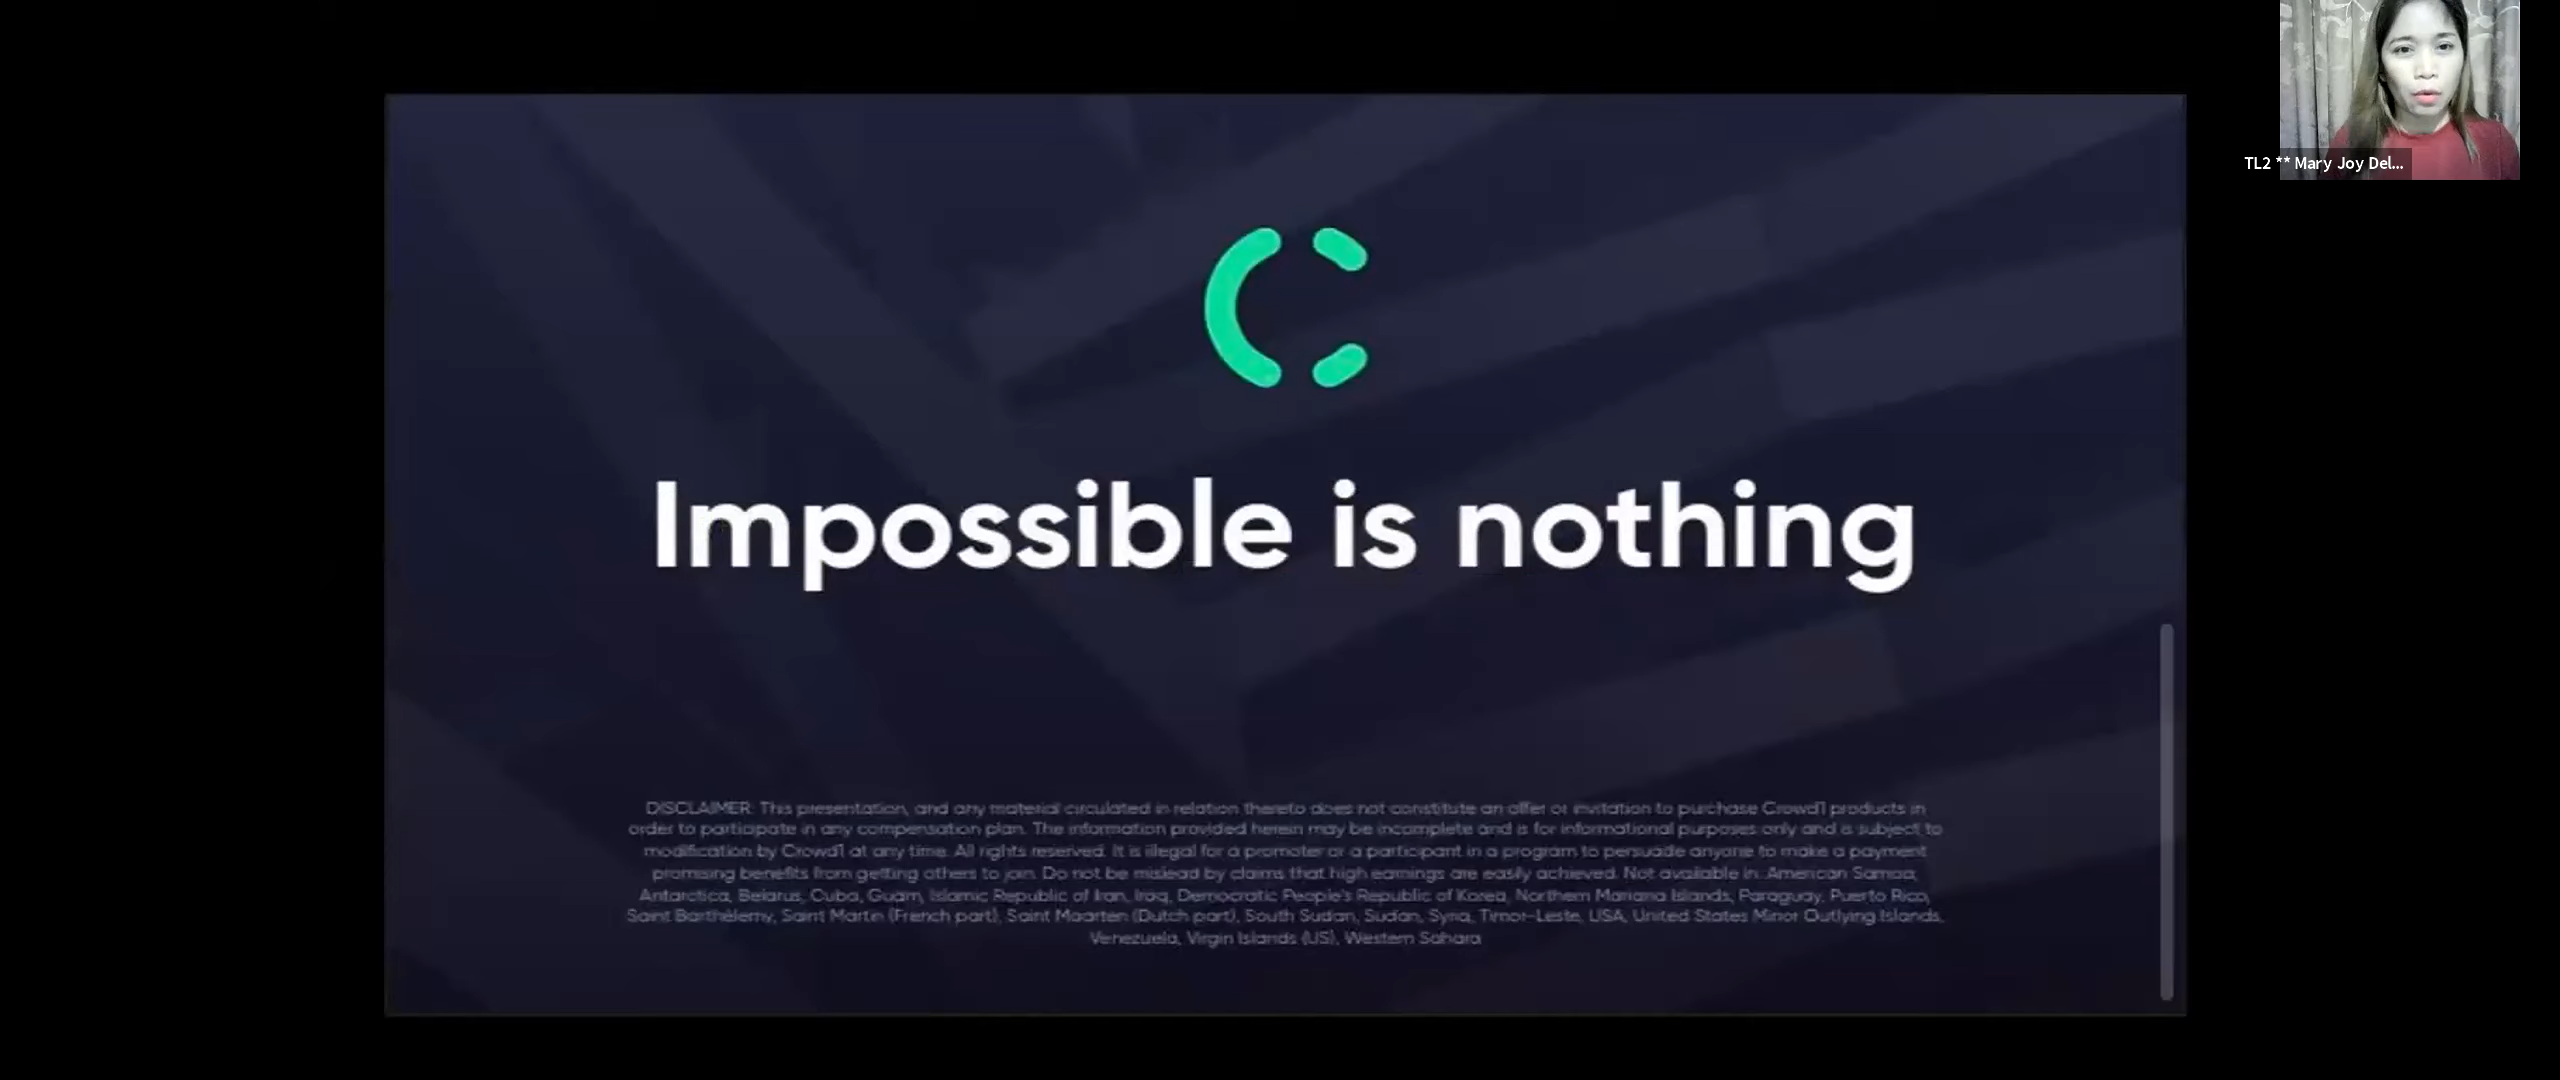 TL2 ** Mary Joy Del...
Impossible is nothing
DISCLAIMER: This presentation, and any material circulated in relation thereto does not constitute an offer or invitation to purchase Crowd1 products in
order to participate in any compensation plan. The information provided herein may be incomplete and is for informational purposes only and is subject to
modification by Crowd1 at any time. All rights reserved. It is illegal for a promoter or a participant in a program to persuade anyone to make a payment
promising benefits from getting others to join. Do not be mislead by claims that high earnings are easily achieved. Not available in: American Samoa,
Antarctica, Belarus, Cuba, Guam, Islamic Republic of Iran, Iraq, Democratic People's Republic of Korea, Northern Mariana Islands, Paraguay, Puerto Rico,
Saint Barthélemy, Saint Martin (French part), Saint Maarten (Dutch part), South Sudan, Sudan, Syria, Timor-Leste, USA, United States Minor Outlying Islands,
Venezuela, Virgin Islands (US), Western Sahara